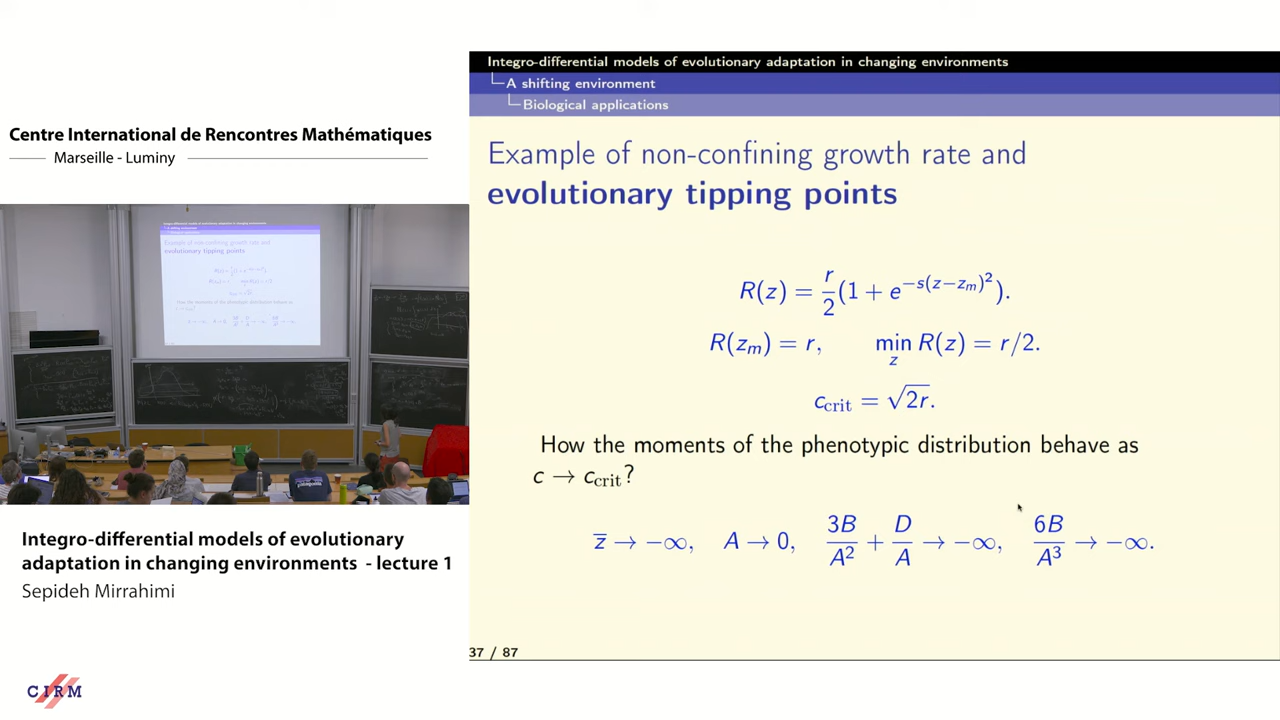 Centre International de Rencontres Mathématiques
Marseille - Luminy
Integro-differential models of evolutionary
adaptation in changing environments - lecture 1
Sepideh Mirrahimi
CIRM
Integro-differential models of evolutionary adaptation in changing environments
A shifting environment
Biological applications
Example of non-confining growth rate and
evolutionary tipping points
R(z) = r/2 (1 + e^{-s(z-z_m)^2}).
R(z_m) = r, min_z R(z) = r/2.
c_crit = √2r.
How the moments of the phenotypic distribution behave as
c → c_crit?
z̅ → −∞, A → 0, 3B/A² + D/A → −∞, 6B/A³ → −∞.
37 / 87